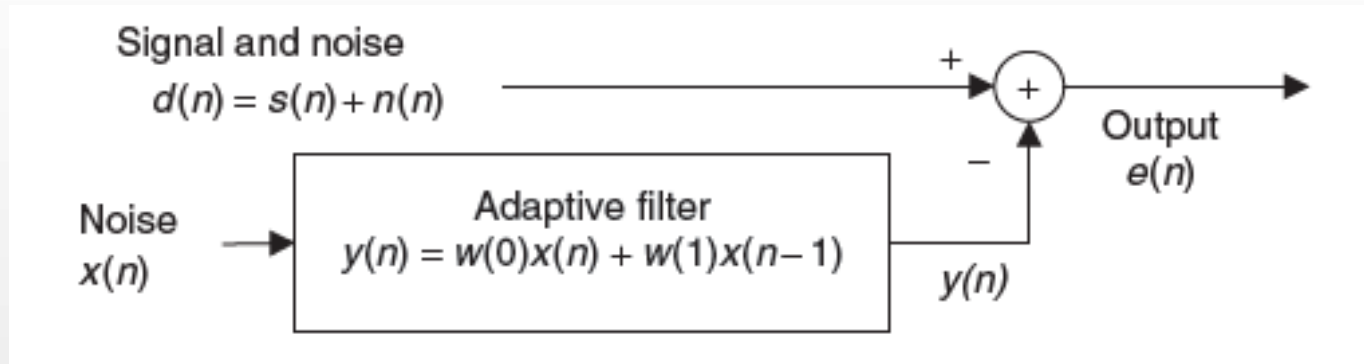 Signal and noise
d(n) = s(n) + n(n)
+
+
Output
e(n)
−
Noise
x(n)
Adaptive filter
y(n) = w(0)x(n) + w(1)x(n− 1)
y(n)